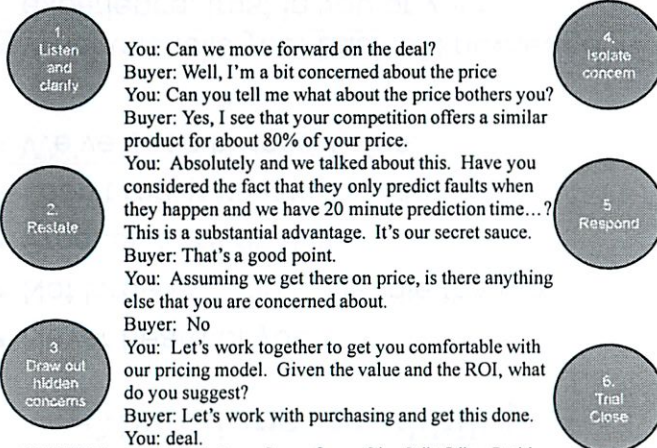 1.
Listen
and
clarify
2.
Restate
3
Draw out
hidden
concerns
You: Can we move forward on the deal?
Buyer: Well, I'm a bit concerned about the price
You: Can you tell me what about the price bothers you?
Buyer: Yes, I see that your competition offers a similar
product for about 80% of your price.
You: Absolutely and we talked about this. Have you
considered the fact that they only predict faults when
they happen and we have 20 minute prediction time…?
This is a substantial advantage. It's our secret sauce.
Buyer: That's a good point.
You: Assuming we get there on price, is there anything
else that you are concerned about.
Buyer: No
You: Let's work together to get you comfortable with
our pricing model. Given the value and the ROI, what
do you suggest?
Buyer: Let's work with purchasing and get this done.
You: deal.
4.
Isolate
concern
5
Respond
6.
Trial
Close